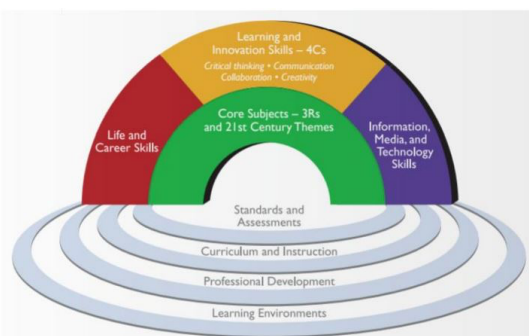 Learning and
Innovation Skills – 4Cs
Critical thinking • Communication
Collaboration • Creativity
Core Subjects – 3Rs
and 21st Century Themes
Life and
Career Skills
Information,
Media, and
Technology
Skills
Standards and
Assessments
Curriculum and Instruction
Professional Development
Learning Environments